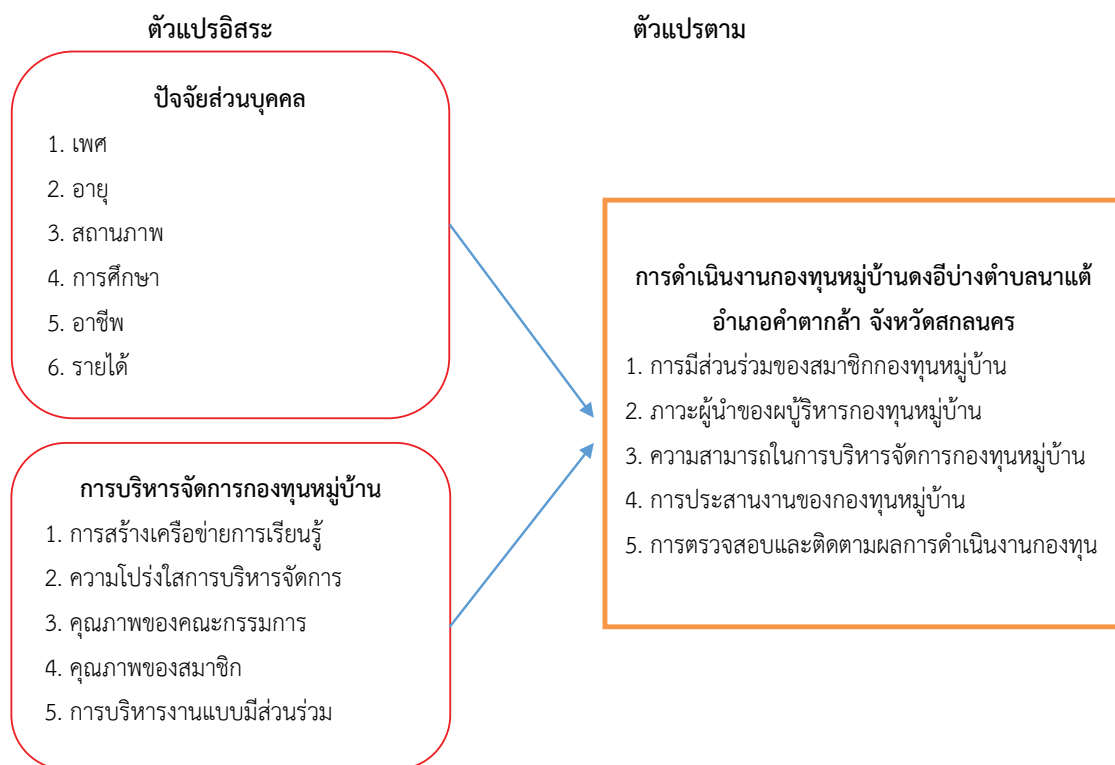 ตัวแปรอิสระ
ตัวแปรตาม
ปัจจัยส่วนบุคคล
1. เพศ
2. อายุ
3. สถานภาพ
4. การศึกษา
5. อาชีพ
6. รายได้
การบริหารจัดการกองทุนหมู่บ้าน
1. การสร้างเครือข่ายการเรียนรู้
2. ความโปร่งใสการบริหารจัดการ
3. คุณภาพของคณะกรรมการ
4. คุณภาพของสมาชิก
5. การบริหารงานแบบมีส่วนร่วม
การดำเนินงานกองทุนหมู่บ้านดงอีบ่างตำบลนาแต้
อำเภอคำตากล้า จังหวัดสกลนคร
1. การมีส่วนร่วมของสมาชิกกองทุนหมู่บ้าน
2. ภาวะผู้นำของผบู้ริหารกองทุนหมู่บ้าน
3. ความสามารถในการบริหารจัดการกองทุนหมู่บ้าน
4. การประสานงานของกองทุนหมู่บ้าน
5. การตรวจสอบและติดตามผลการดำเนินงานกองทุน